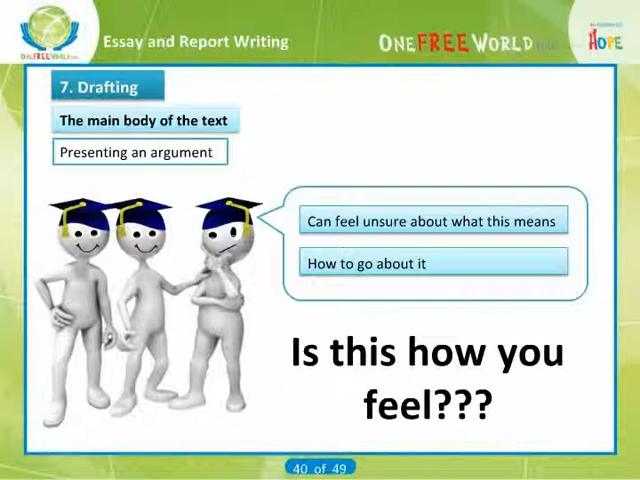 Essay and Report Writing
ONEFREEWORLD
HOPE
7. Drafting
The main body of the text
Presenting an argument
Can feel unsure about what this means
How to go about it
Is this how you
feel???
40 of 49